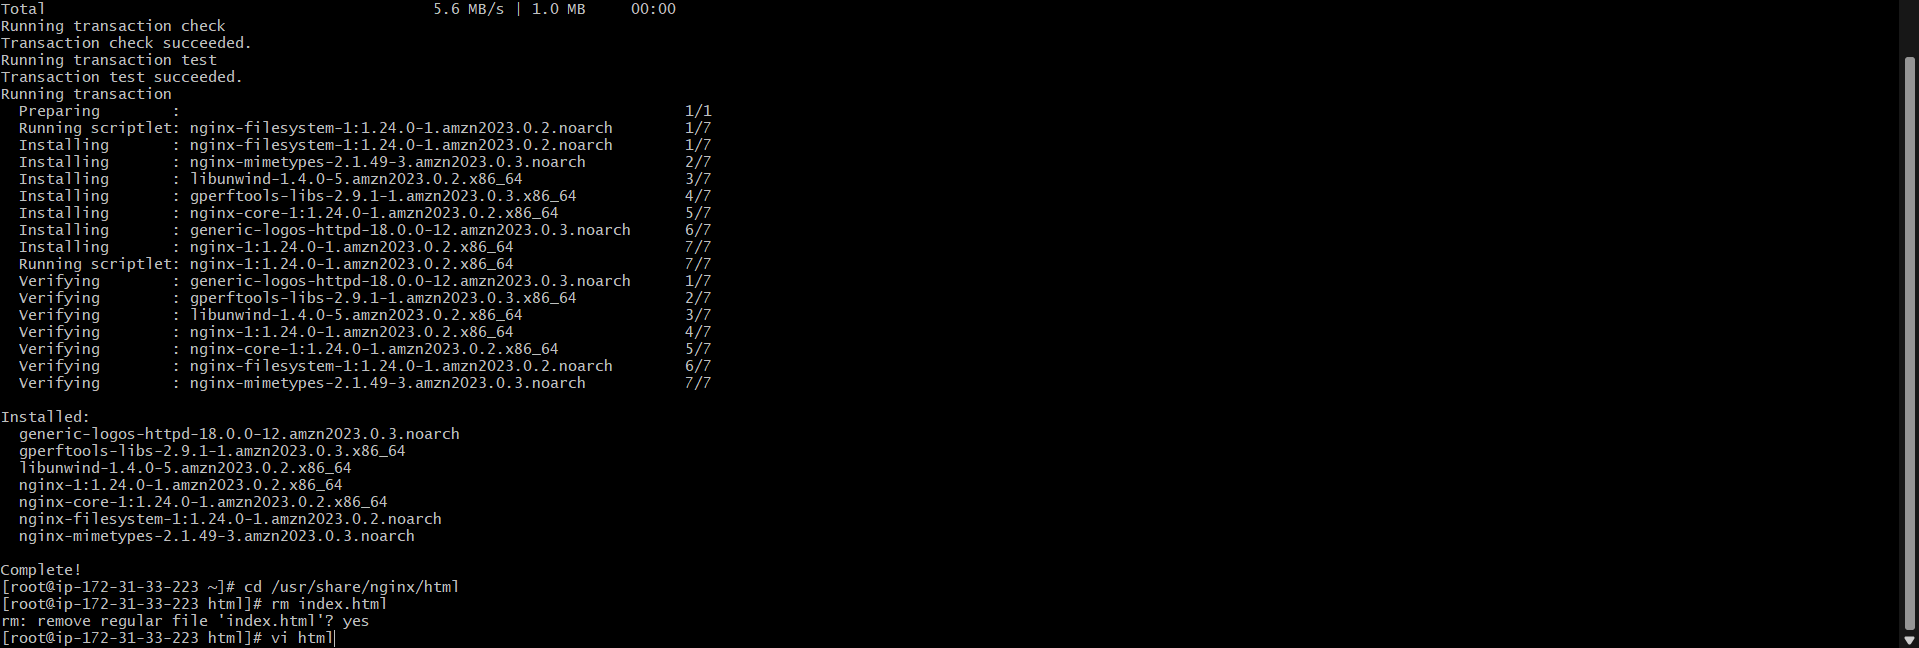 Total 5.6 MB/s | 1.0 MB 00:00
Running transaction check
Transaction check succeeded.
Running transaction test
Transaction test succeeded.
Running transaction
Preparing : 1/1
Running scriptlet: nginx-filesystem-1:1.24.0-1.amzn2023.0.2.noarch 1/7
Installing : nginx-filesystem-1:1.24.0-1.amzn2023.0.2.noarch 1/7
Installing : nginx-mimetypes-2.1.49-3.amzn2023.0.3.noarch 2/7
Installing : libunwind-1.4.0-5.amzn2023.0.2.x86_64 3/7
Installing : gperftools-libs-2.9.1-1.amzn2023.0.3.x86_64 4/7
Installing : nginx-core-1:1.24.0-1.amzn2023.0.2.x86_64 5/7
Installing : generic-logos-httpd-18.0.0-12.amzn2023.0.3.noarch 6/7
Installing : nginx-1:1.24.0-1.amzn2023.0.2.x86_64 7/7
Running scriptlet: nginx-1:1.24.0-1.amzn2023.0.2.x86_64 7/7
Verifying : generic-logos-httpd-18.0.0-12.amzn2023.0.3.noarch 1/7
Verifying : gperftools-libs-2.9.1-1.amzn2023.0.3.x86_64 2/7
Verifying : libunwind-1.4.0-5.amzn2023.0.2.x86_64 3/7
Verifying : nginx-1:1.24.0-1.amzn2023.0.2.x86_64 4/7
Verifying : nginx-core-1:1.24.0-1.amzn2023.0.2.x86_64 5/7
Verifying : nginx-filesystem-1:1.24.0-1.amzn2023.0.2.noarch 6/7
Verifying : nginx-mimetypes-2.1.49-3.amzn2023.0.3.noarch 7/7
Installed:
generic-logos-httpd-18.0.0-12.amzn2023.0.3.noarch
gperftools-libs-2.9.1-1.amzn2023.0.3.x86_64
libunwind-1.4.0-5.amzn2023.0.2.x86_64
nginx-1:1.24.0-1.amzn2023.0.2.x86_64
nginx-core-1:1.24.0-1.amzn2023.0.2.x86_64
nginx-filesystem-1:1.24.0-1.amzn2023.0.2.noarch
nginx-mimetypes-2.1.49-3.amzn2023.0.3.noarch
Complete!
[root@ip-172-31-33-223 ~]# cd /usr/share/nginx/html
[root@ip-172-31-33-223 html]# rm index.html
rm: remove regular file 'index.html'? yes
[root@ip-172-31-33-223 html]# vi html